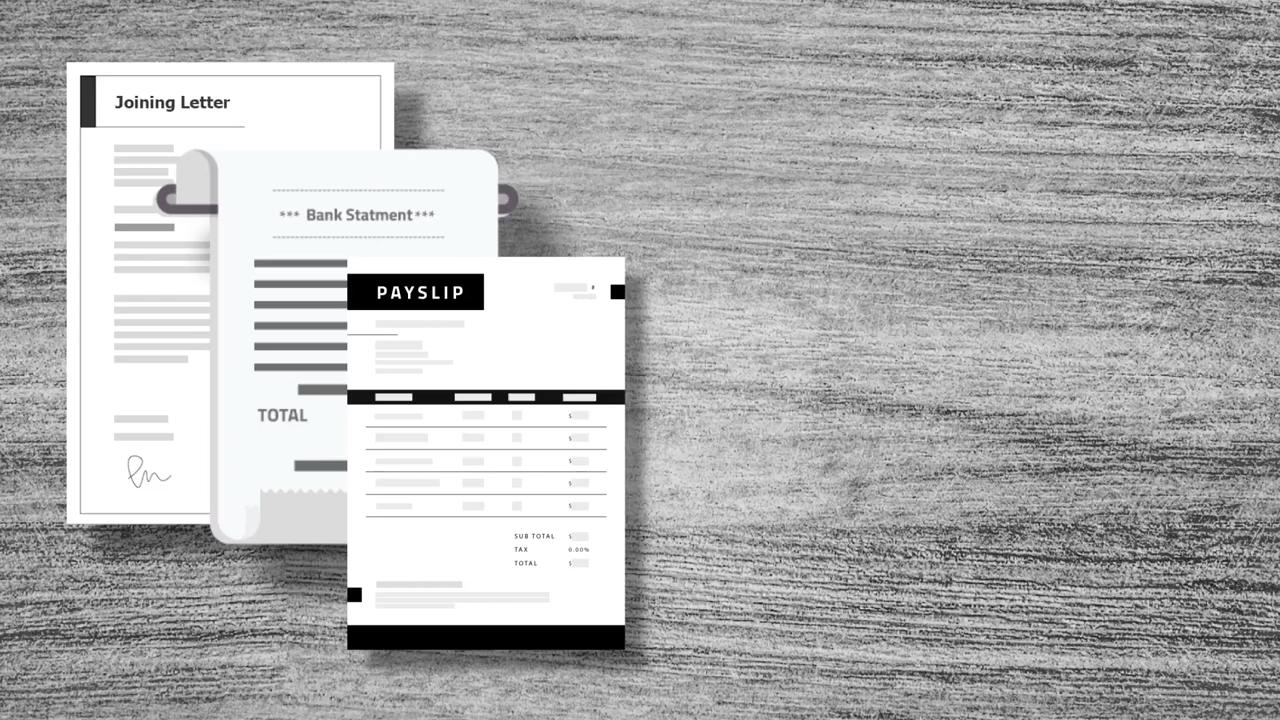 Joining Letter
*** Bank Statment***
TOTAL
PAYSLIP
#
$
$
$
$
$
SUB TOTAL $
TAX 0.00%
TOTAL $